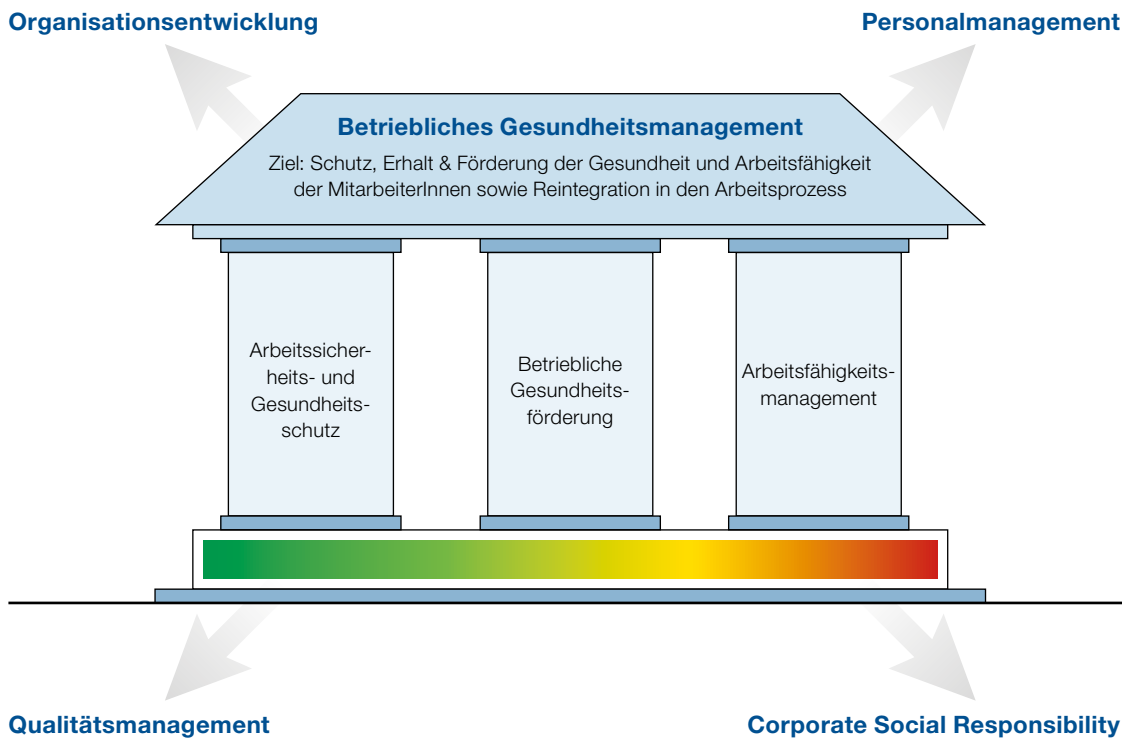 Organisationsentwicklung
Personalmanagement
Betriebliches Gesundheitsmanagement
Ziel: Schutz, Erhalt & Förderung der Gesundheit und Arbeitsfähigkeit
der MitarbeiterInnen sowie Reintegration in den Arbeitsprozess
Arbeitssicher-
heits- und
Gesundheits-
schutz
Betriebliche
Gesundheits-
förderung
Arbeitsfähigkeits-
management
Qualitätsmanagement
Corporate Social Responsibility